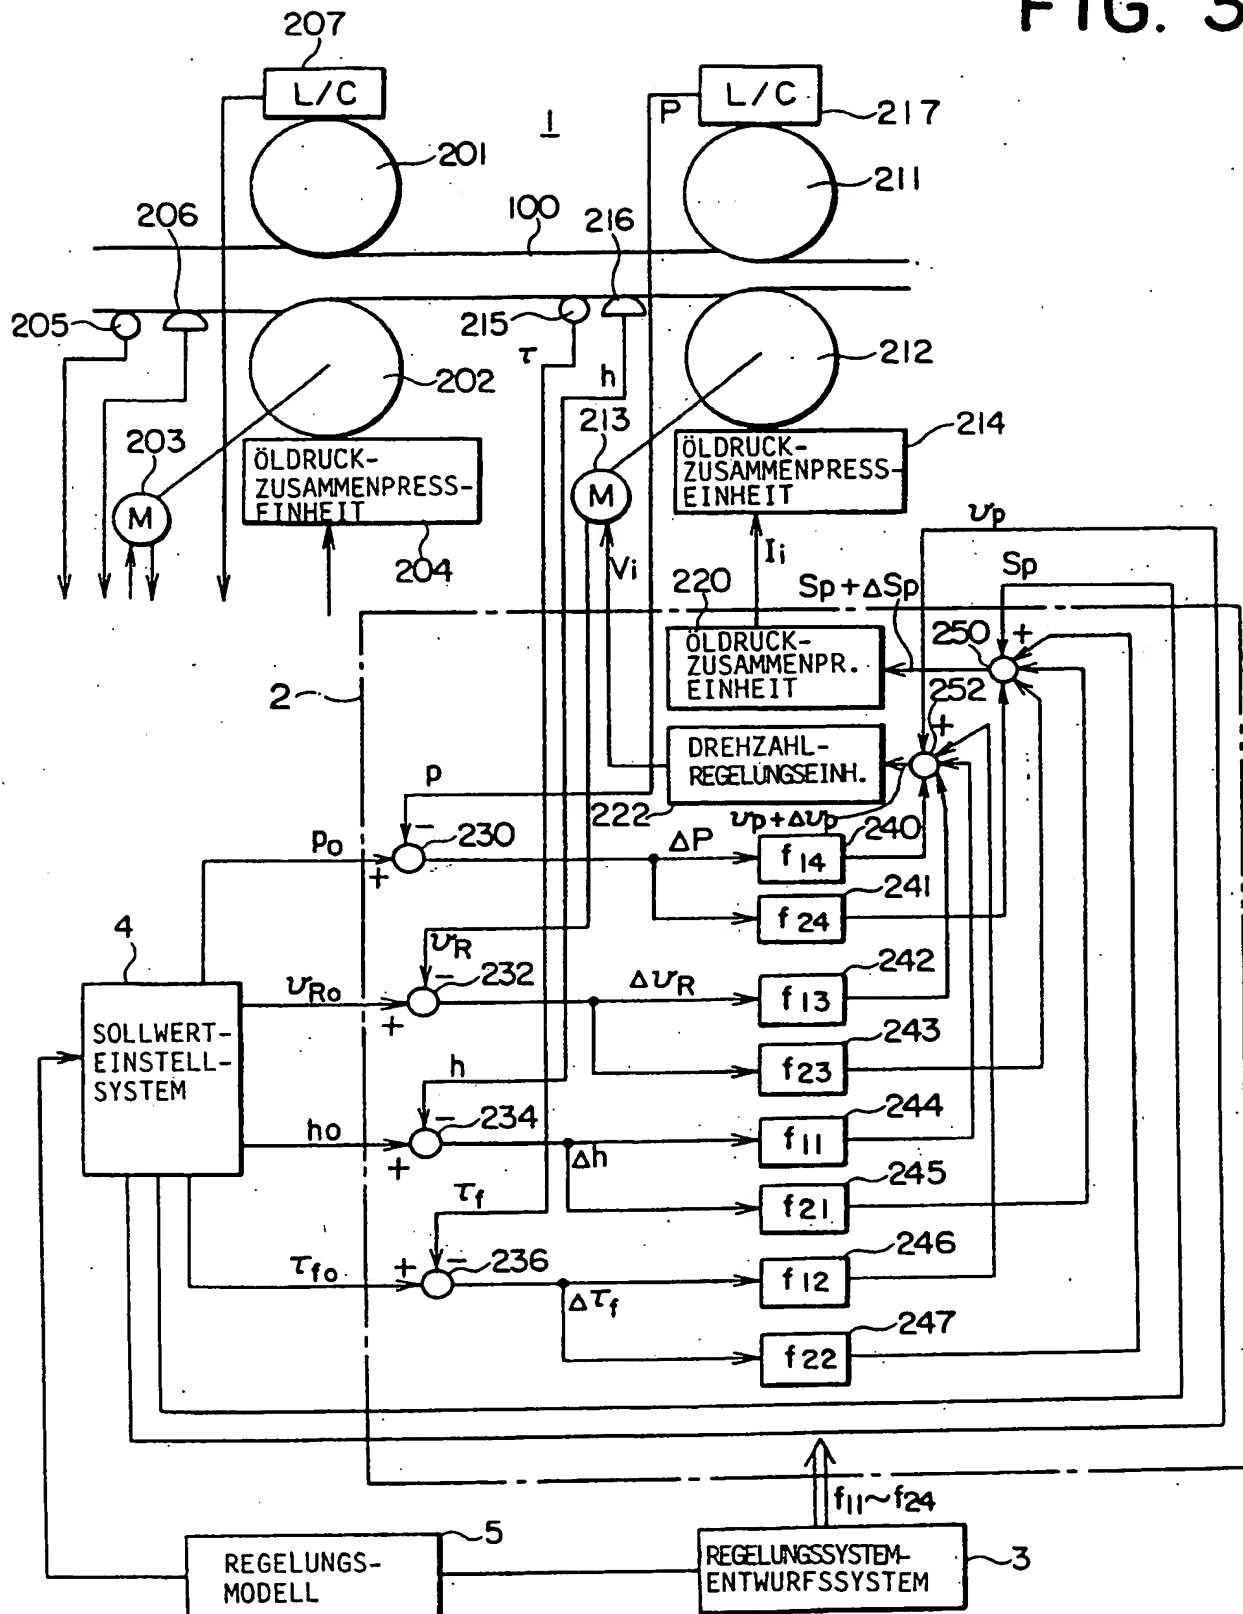 FIG. 3
207
L/C
L/C
P
217
1
201
211
206
100
216
205
215
τ
h
202
212
203
M
ÖLDRUCK-
ZUSAMMENPRESS-
EINHEIT
204
213
M
ÖLDRUCK-
ZUSAMMENPRESS-
EINHEIT
214
υp
Vi
Ii
Sp
220
Sp+ΔSp
250
+
ÖLDRUCK-
ZUSAMMENPR.
EINHEIT
2
252
+
DREHZAHL-
REGELUNGSEINH.
222
υp+Δυp
p
-
230
po
+
ΔP
240
f14
241
f24
4
υR
-
232
υRo
+
ΔυR
242
f13
243
f23
SOLLWERT-
EINSTELL-
SYSTEM
h
-
234
ho
+
Δh
244
f11
245
f21
τf
-
236
τfo
+
Δτf
246
f12
247
f22
f11~f24
5
REGELUNGS-
MODELL
REGELUNGSSYSTEM-
ENTWURFSSYSTEM
3